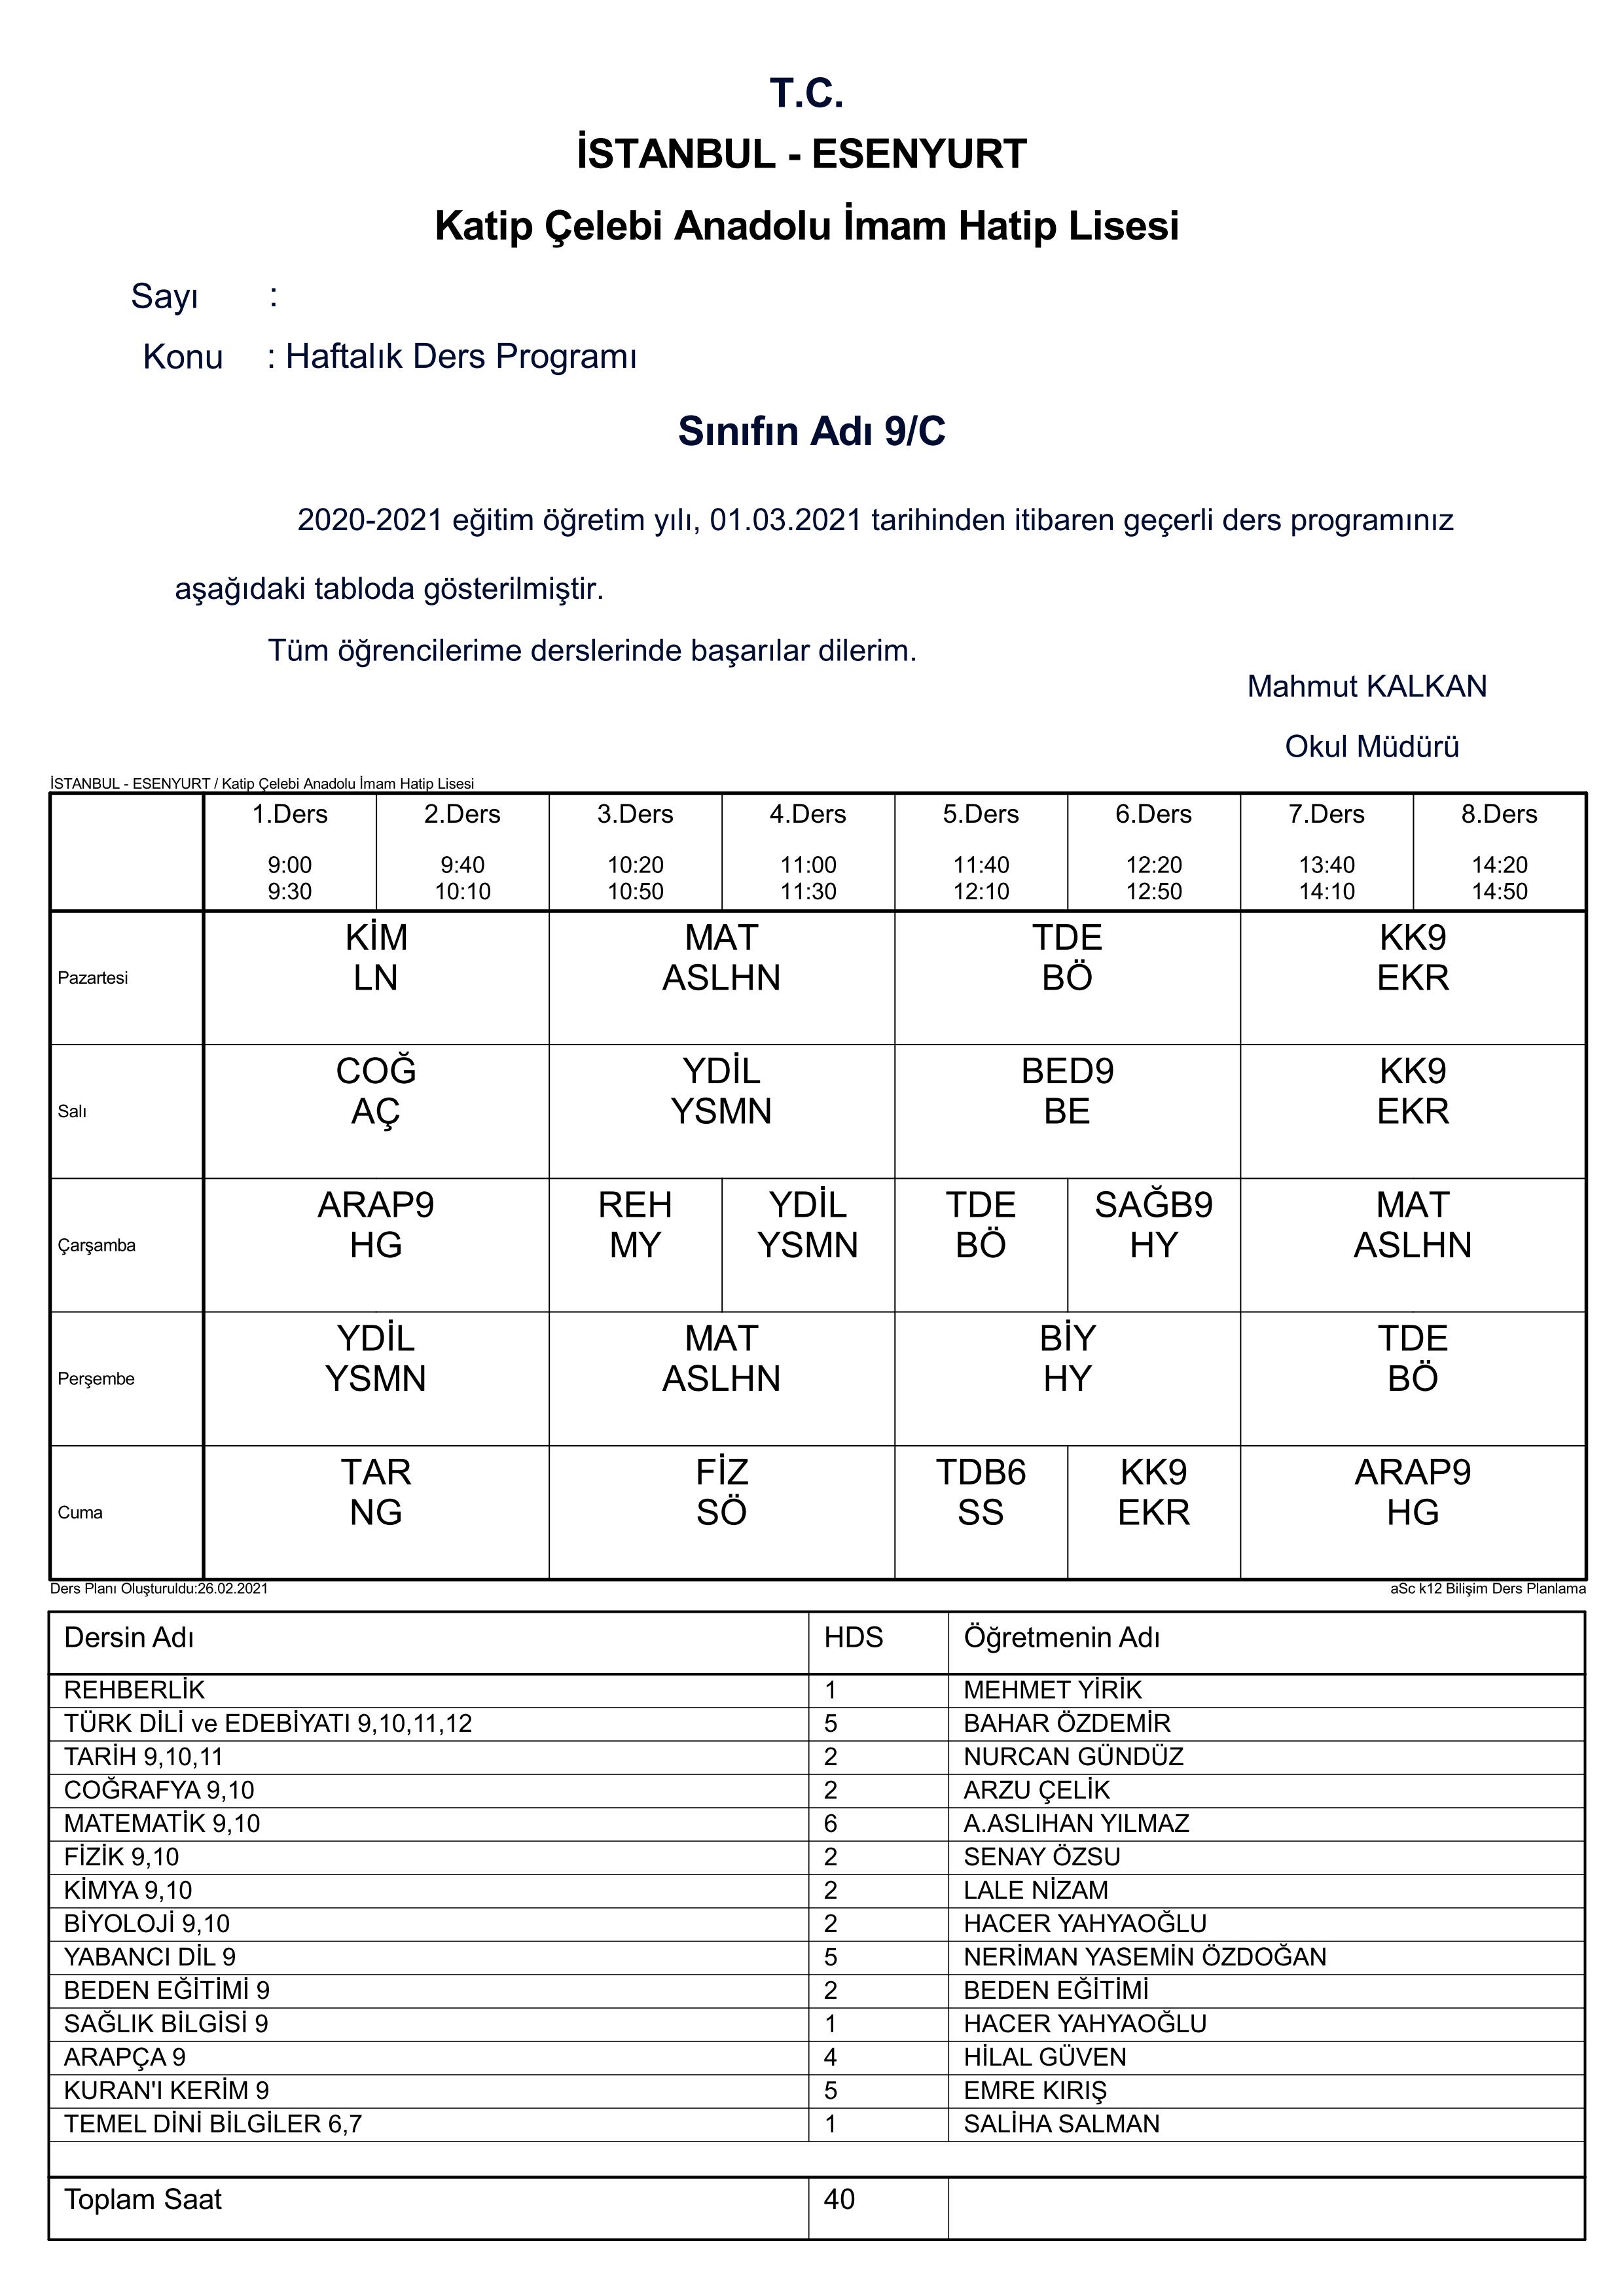 T.C.
İSTANBUL - ESENYURT
Katip Çelebi Anadolu İmam Hatip Lisesi
Sayı :
Konu : Haftalık Ders Programı
Sınıfın Adı 9/C
2020-2021 eğitim öğretim yılı, 01.03.2021 tarihinden itibaren geçerli ders programınız
aşağıdaki tabloda gösterilmiştir.
Tüm öğrencilerime derslerinde başarılar dilerim.
Mahmut KALKAN
Okul Müdürü
İSTANBUL - ESENYURT / Katip Çelebi Anadolu İmam Hatip Lisesi
1.Ders 2.Ders 3.Ders 4.Ders 5.Ders 6.Ders 7.Ders 8.Ders
9:00 9:40 10:20 11:00 11:40 12:20 13:40 14:20
9:30 10:10 10:50 11:30 12:10 12:50 14:10 14:50
KİM MAT TDE KK9
Pazartesi LN ASLHN BÖ EKR
COĞ YDİL BED9 KK9
Salı AÇ YSMN BE EKR
ARAP9 REH YDİL TDE SAĞB9 MAT
Çarşamba HG MY YSMN BÖ HY ASLHN
YDİL MAT BİY TDE
Perşembe YSMN ASLHN HY BÖ
TAR FİZ TDB6 KK9 ARAP9
Cuma NG SÖ SS EKR HG
Ders Planı Oluşturuldu:26.02.2021 aSc k12 Bilişim Ders Planlama
Dersin Adı HDS Öğretmenin Adı
REHBERLİK 1 MEHMET YİRİK
TÜRK DİLİ ve EDEBİYATI 9,10,11,12 5 BAHAR ÖZDEMİR
TARİH 9,10,11 2 NURCAN GÜNDÜZ
COĞRAFYA 9,10 2 ARZU ÇELİK
MATEMATİK 9,10 6 A.ASLIHAN YILMAZ
FİZİK 9,10 2 SENAY ÖZSU
KİMYA 9,10 2 LALE NİZAM
BİYOLOJİ 9,10 2 HACER YAHYAOĞLU
YABANCI DİL 9 5 NERİMAN YASEMİN ÖZDOĞAN
BEDEN EĞİTİMİ 9 2 BEDEN EĞİTİMİ
SAĞLIK BİLGİSİ 9 1 HACER YAHYAOĞLU
ARAPÇA 9 4 HİLAL GÜVEN
KURAN'I KERİM 9 5 EMRE KIRIŞ
TEMEL DİNİ BİLGİLER 6,7 1 SALİHA SALMAN
Toplam Saat 40